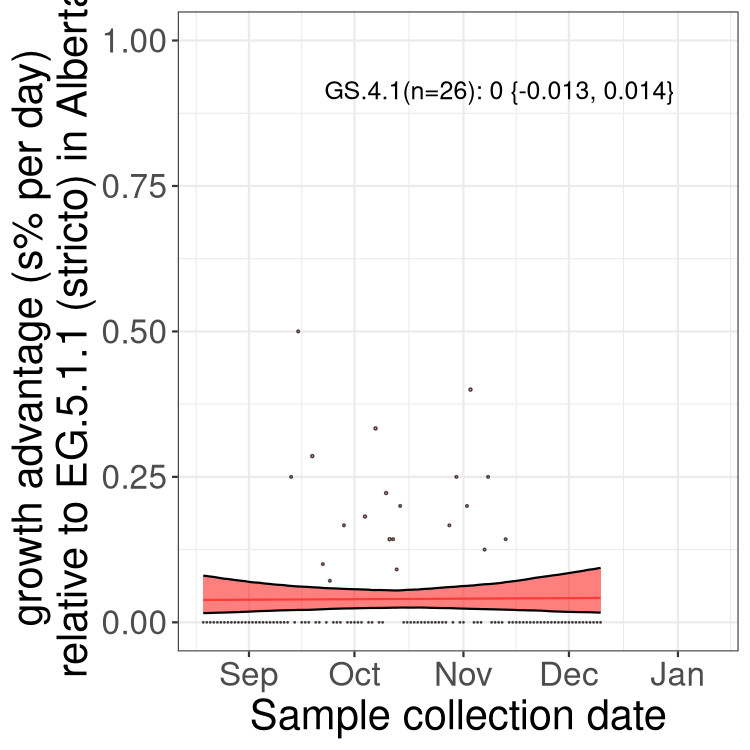 growth advantage (s% per day)
relative to EG.5.1.1 (stricto) in Alberta
1.00
0.75
0.50
0.25
0.00
GS.4.1(n=26): 0 {-0.013, 0.014}
Sep Oct Nov Dec Jan
Sample collection date